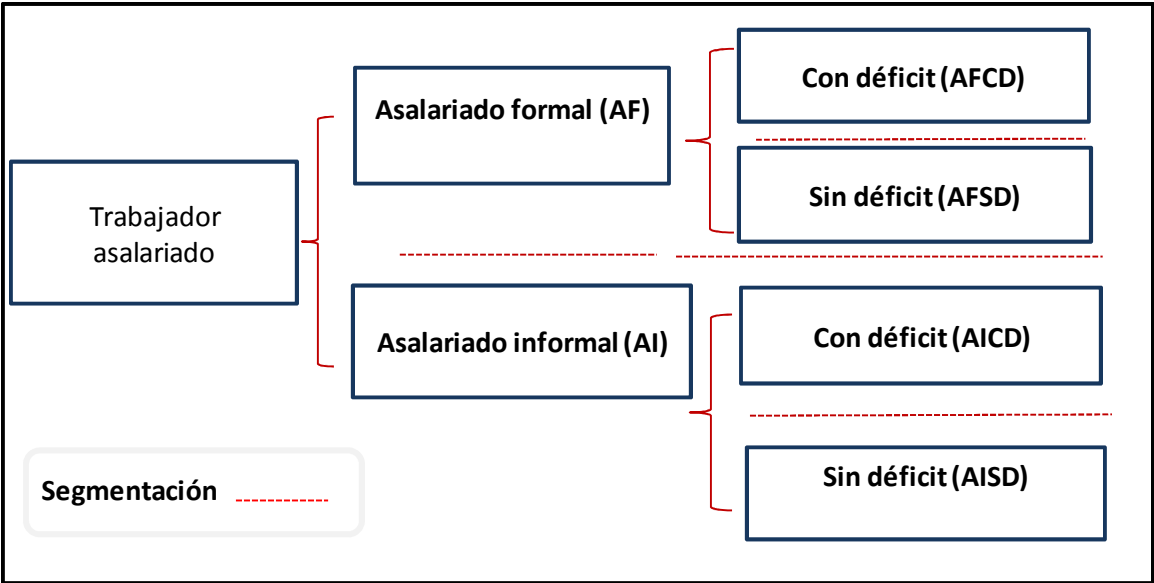 Trabajador
asalariado
Asalariado formal (AF)
Con déficit (AFCD)
Sin déficit (AFSD)
Asalariado informal (AI)
Con déficit (AICD)
Sin déficit (AISD)
Segmentación